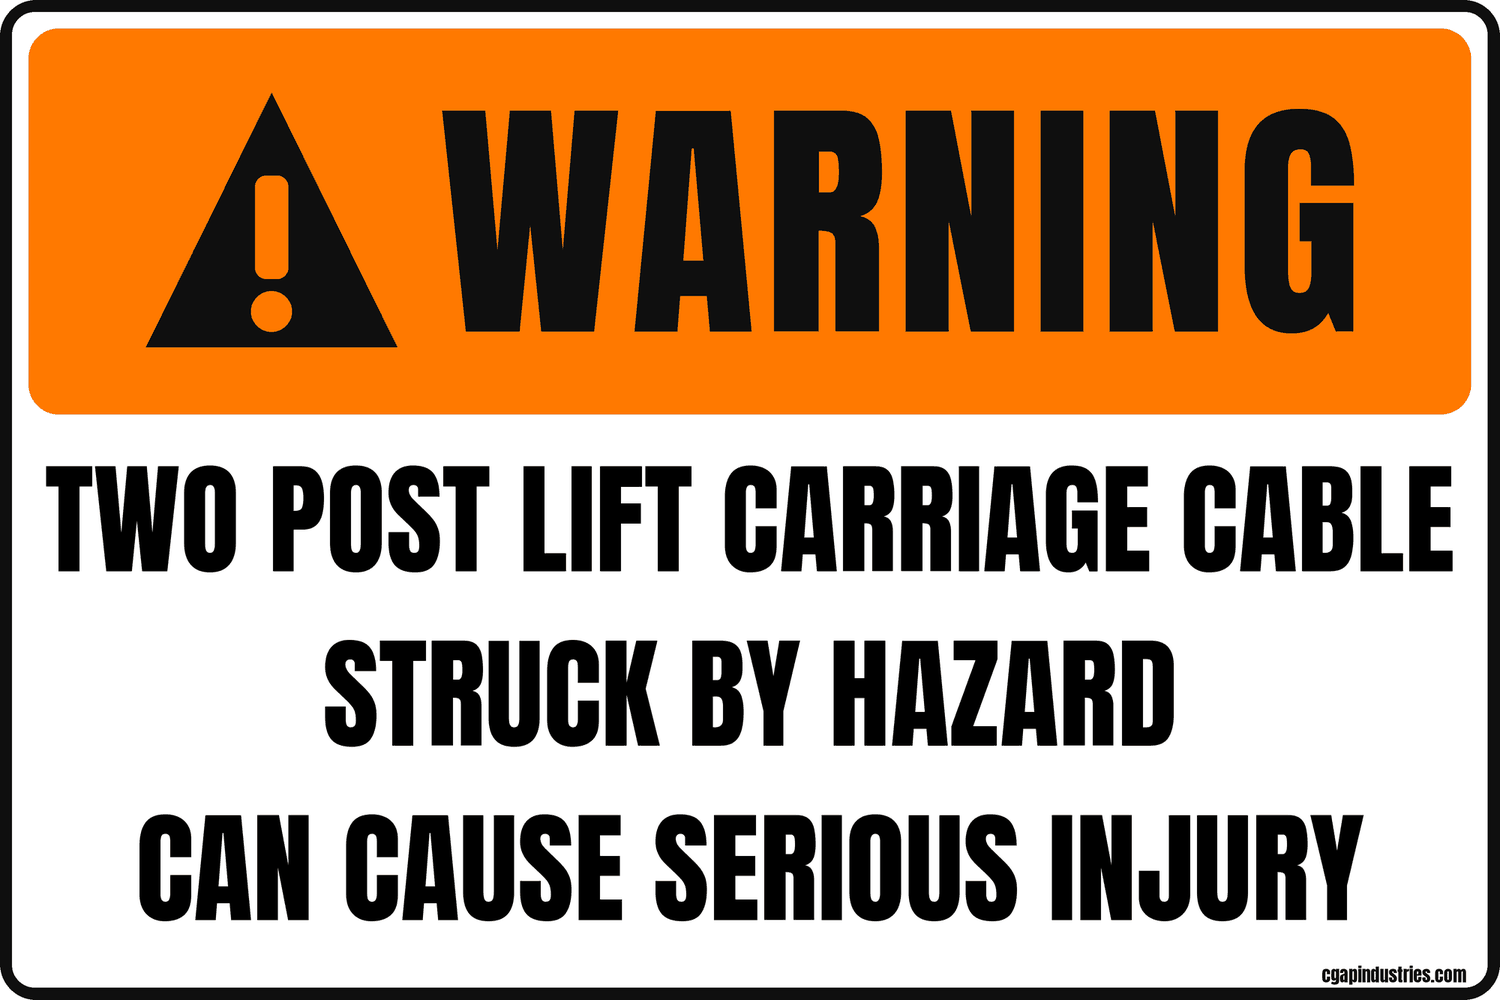 WARNING
TWO POST LIFT CARRIAGE CABLE
STRUCK BY HAZARD
CAN CAUSE SERIOUS INJURY
cgapindustries.com